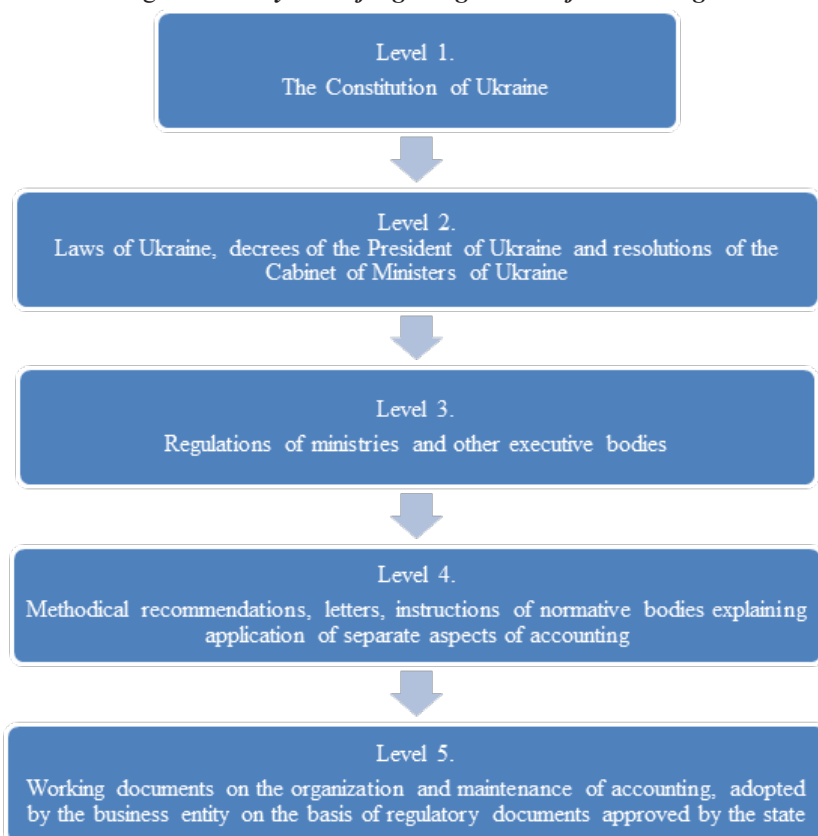 Level 1.
The Constitution of Ukraine
Level 2.
Laws of Ukraine, decrees of the President of Ukraine and resolutions of the
Cabinet of Ministers of Ukraine
Level 3.
Regulations of ministries and other executive bodies
Level 4.
Methodical recommendations, letters, instructions of normative bodies explaining
application of separate aspects of accounting
Level 5.
Working documents on the organization and maintenance of accounting, adopted
by the business entity on the basis of regulatory documents approved by the state